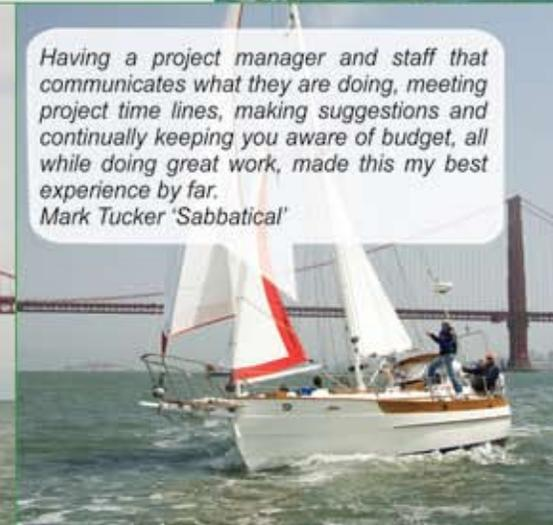 Having a project manager and staff that
communicates what they are doing, meeting
project time lines, making suggestions and
continually keeping you aware of budget, all
while doing great work, made this my best
experience by far.
Mark Tucker ‘Sabbatical’